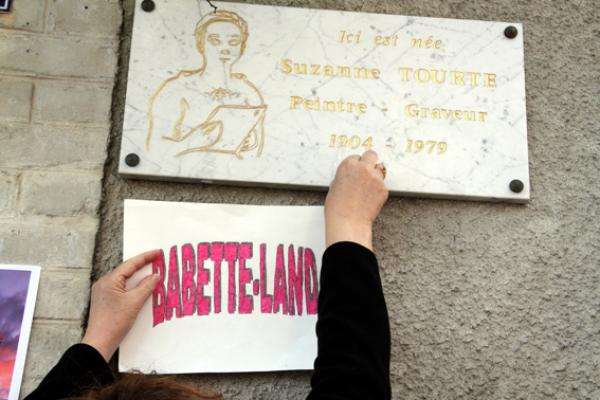 Ici est née
Suzanne TOURTE
Peintre - Graveur
1904 - 1979
BABETTE-LAND